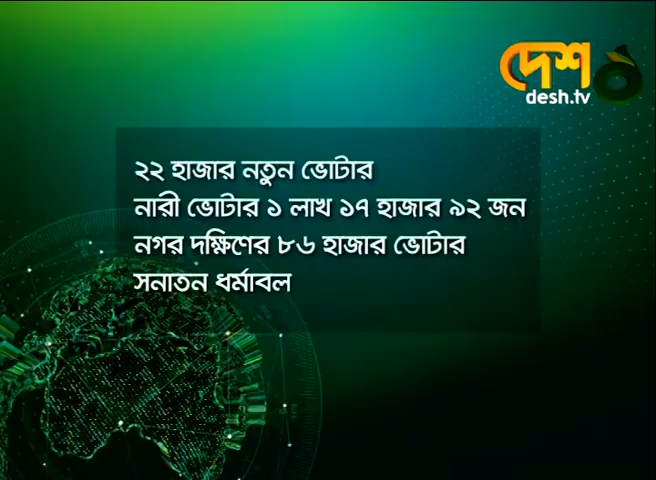 দেশ
desh.tv
২২ হাজার নতুন ভোটার
নারী ভোটার ১ লাখ ১৭ হাজার ৯২ জন
নগর দক্ষিণের ৮৬ হাজার ভোটার
সনাতন ধর্মাবল